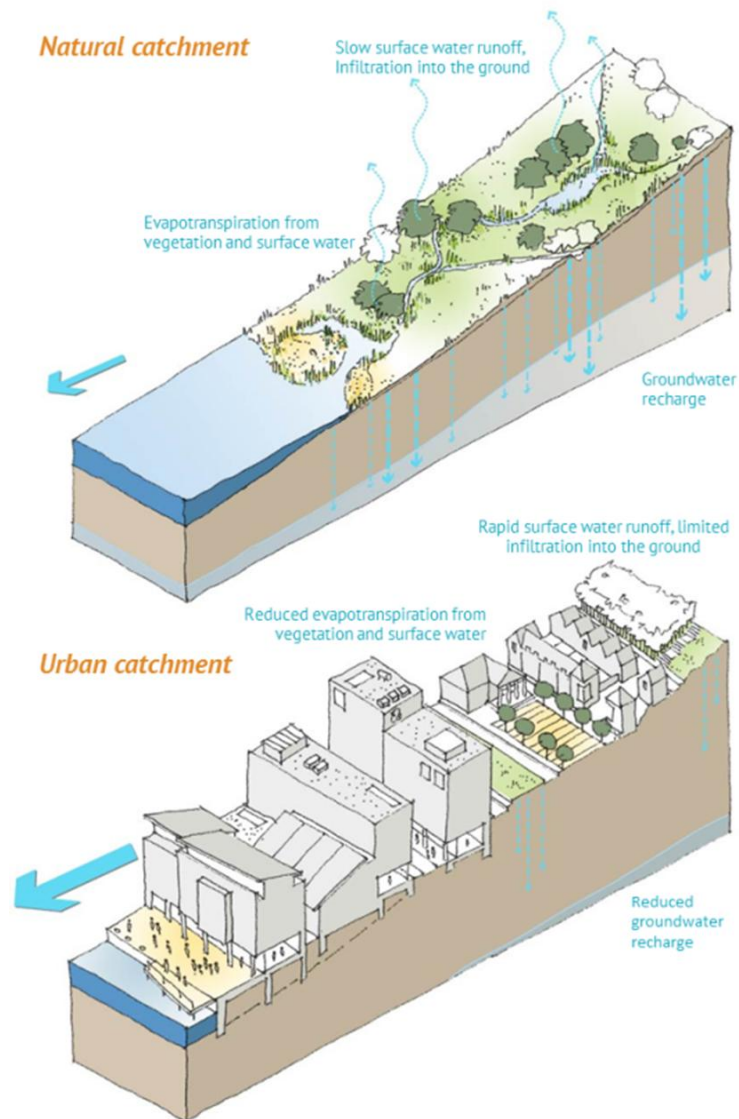 Natural catchment
Slow surface water runoff,
Infiltration into the ground
Evapotranspiration from
vegetation and surface water
Groundwater
recharge
Rapid surface water runoff, limited
infiltration into the ground
Reduced evapotranspiration from
vegetation and surface water
Urban catchment
Reduced
groundwater
recharge